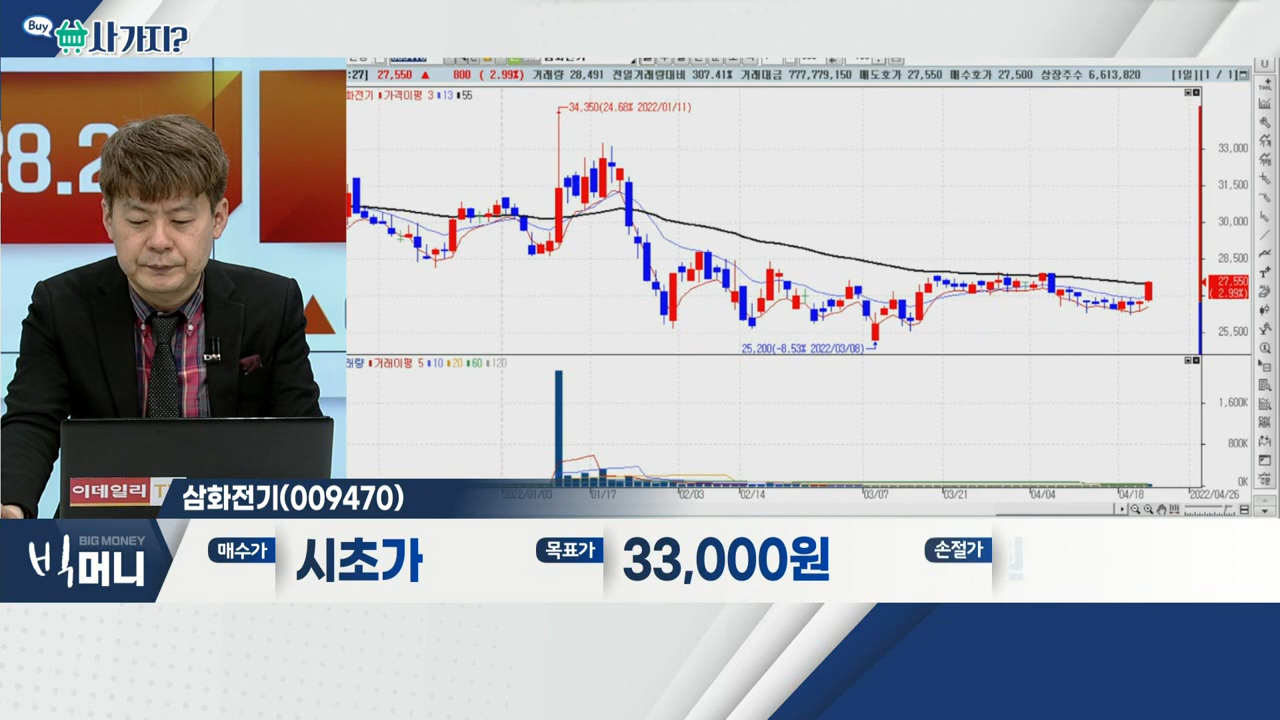 Buy
사가지?
8.2
:27] 27,550 ▲ 800 ( 2.99%) 거래량 28,491 전일거래량대비 307.41% 거래대금 777,779,150 매도호가 27,550 매수호가 27,500 상장주수 6,613,820 [1일][1 / 1]
화전기 가격이평 3 13 55
34,350(24.68% 2022/01/11)
33,000
31,500
30,000
28,500
27,550
( 2.99%)
25,500
25,200(-8.53% 2022/03/08)
래량 거래이평 5 10 20 60 120
1,600K
800K
0K
2022/01/03 01/17 02/03 02/14 03/07 03/21 04/04 04/18 2022/04/26
이데일리 T
삼화전기(009470)
BIG MONEY
빅머니
매수가 시초가 목표가 33,000원 손절가